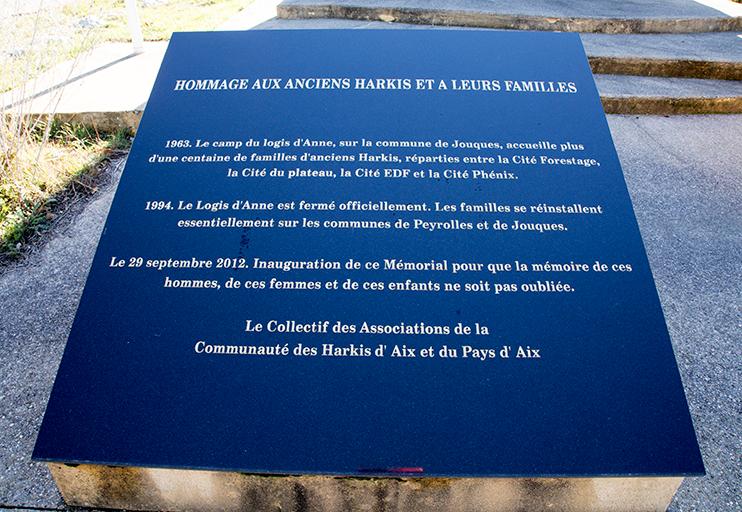 HOMMAGE AUX ANCIENS HARKIS ET A LEURS FAMILLES
1963. Le camp du logis d'Anne, sur la commune de Jouques, accueille plus
d'une centaine de familles d'anciens Harkis, réparties entre la Cité Forestage,
la Cité du plateau, la Cité EDF et la Cité Phénix.
1994. Le Logis d'Anne est fermé officiellement. Les familles se réinstallent
essentiellement sur les communes de Peyrolles et de Jouques.
Le 29 septembre 2012. Inauguration de ce Mémorial pour que la mémoire de ces
hommes, de ces femmes et de ces enfants ne soit pas oubliée.
Le Collectif des Associations de la
Communauté des Harkis d' Aix et du Pays d' Aix